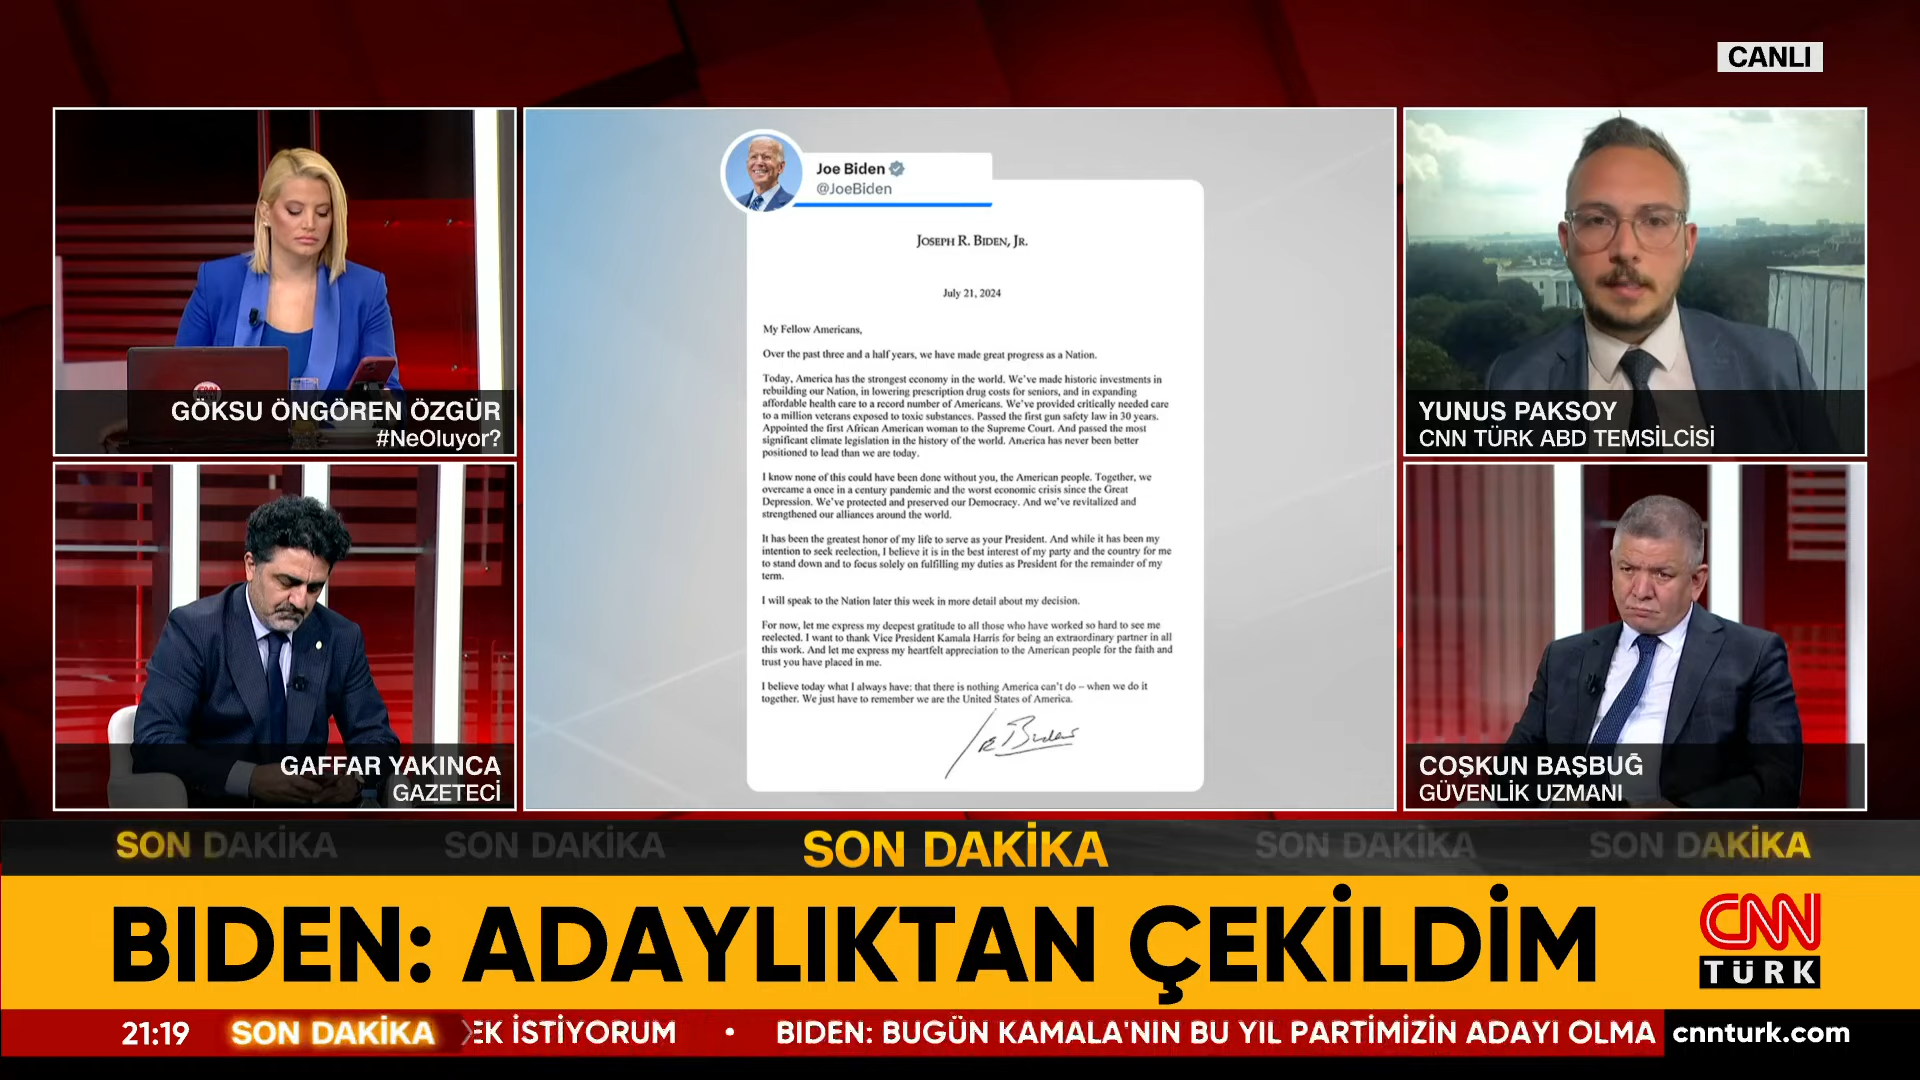 CANLI
GÖKSU ÖNGÖREN ÖZGÜR
#NeOluyor?
GAFFAR YAKINCA
GAZETECİ
Joe Biden
@JoeBiden
JOSEPH R. BIDEN, JR.
July 21, 2024
My Fellow Americans,
Over the past three and a half years, we have made great progress as a Nation.
Today, America has the strongest economy in the world. We've made historic investments in
rebuilding our Nation, in lowering prescription drug costs for seniors, and in expanding
affordable health care to a record number of Americans. We've provided critically needed care
to a million veterans exposed to toxic substances. Passed the first gun safety law in 30 years.
Appointed the first African American woman to the Supreme Court. And passed the most
significant climate legislation in the history of the world. America has never been better
positioned to lead than we are today.
I know none of this could have been done without you, the American people. Together, we
overcame a once in a century pandemic and the worst economic crisis since the Great
Depression. We've protected and preserved our Democracy. And we've revitalized and
strengthened our alliances around the world.
It has been the greatest honor of my life to serve as your President. And while it has been my
intention to seek reelection, I believe it is in the best interest of my party and the country for me
to stand down and to focus solely on fulfilling my duties as President for the remainder of my
term.
I will speak to the Nation later this week in more detail about my decision.
For now, let me express my deepest gratitude to all those who have worked so hard to see me
reelected. I want to thank Vice President Kamala Harris for being an extraordinary partner in all
this work. And let me express my heartfelt appreciation to the American people for the faith and
trust you have placed in me.
I believe today what I always have: that there is nothing America can't do – when we do it
together. We just have to remember we are the United States of America.
Joe Biden
YUNUS PAKSOY
CNN TÜRK ABD TEMSİLCİSİ
COŞKUN BAŞBUĞ
GÜVENLİK UZMANI
SON DAKİKA SON DAKİKA SON DAKİKA SON DAKİKA SON DAKİKA
BIDEN: ADAYLIKTAN ÇEKİLDİM
CNN
TÜRK
21:19 SON DAKİKA EK İSTİYORUM • BIDEN: BUGÜN KAMALA'NIN BU YIL PARTİMİZİN ADAYI OLMA cnnturk.com